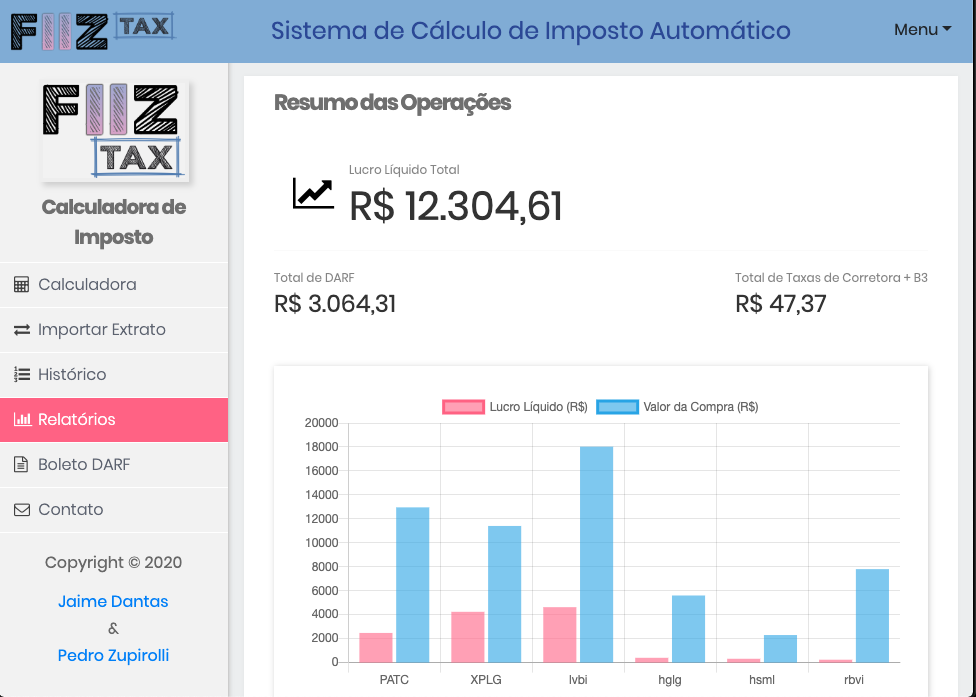 FIIZ TAX
Sistema de Cálculo de Imposto Automático
Menu
FIIZ
TAX
Calculadora de
Imposto
Calculadora
Importar Extrato
Histórico
Relatórios
Boleto DARF
Contato
Copyright © 2020
Jaime Dantas
&
Pedro Zupirolli
Resumo das Operações
Lucro Líquido Total
R$ 12.304,61
Total de DARF
R$ 3.064,31
Total de Taxas de Corretora + B3
R$ 47,37
Lucro Líquido (R$) Valor da Compra (R$)
20000
18000
16000
14000
12000
10000
8000
6000
4000
2000
0
PATC XPLG lvbi hglg hsml rbvi